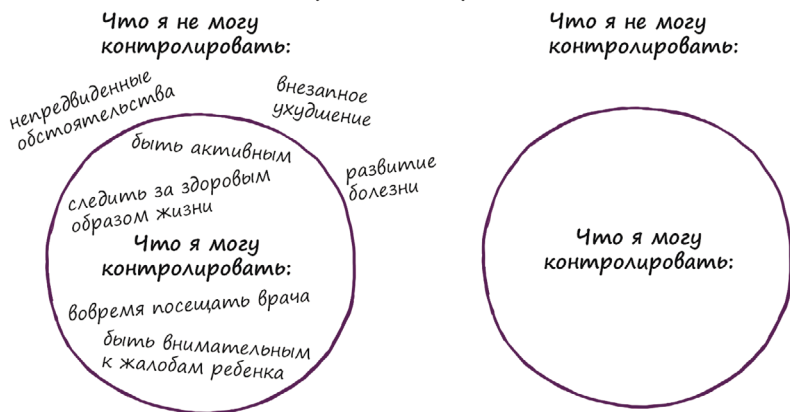 Что я не могу
контролировать:
непредвиденные
обстоятельства
внезапное
ухудшение
быть активным
развитие
болезни
следить за здоровым
образом жизни
Что я могу
контролировать:
вовремя посещать врача
быть внимательным
к жалобам ребенка
Что я не могу
контролировать:
Что я могу
контролировать: